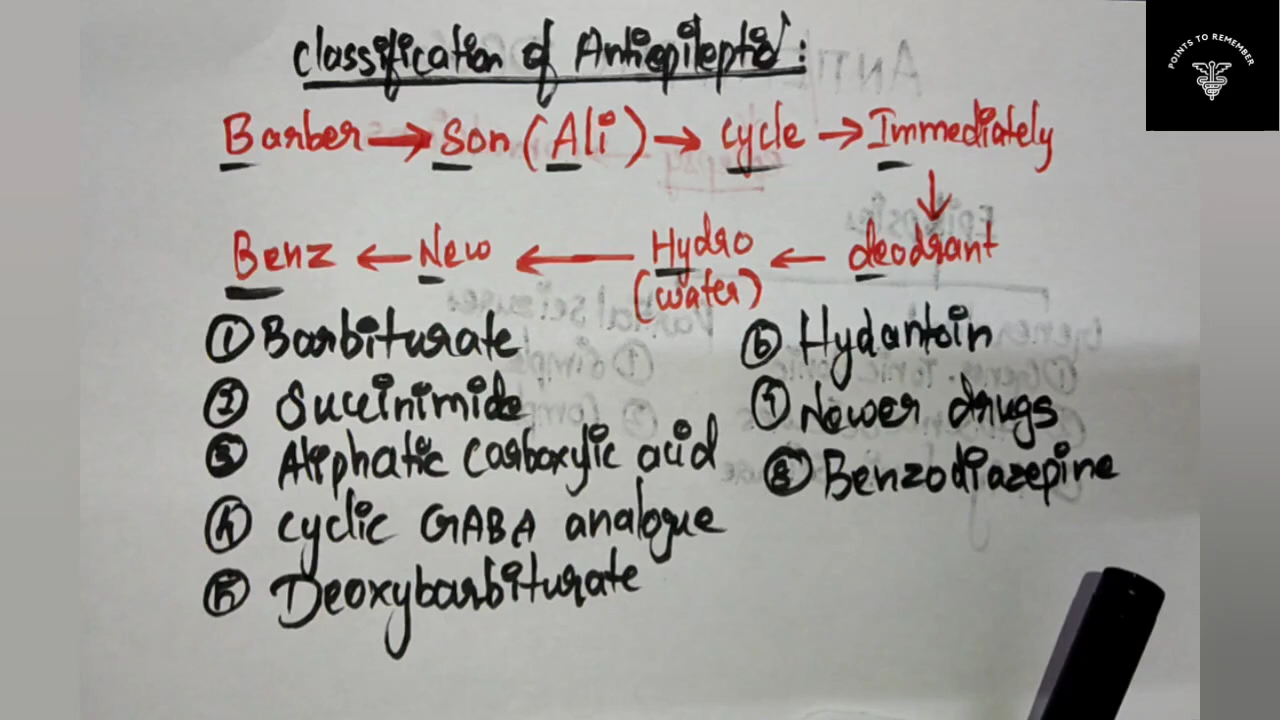 Classification of Antiepileptic:
Barber → Son (Ali) → cycle → Immediately
↓
Benz ← New ← Hydro ← deodrant
(water)
① Barbiturate
② Succinimide
③ Aliphatic Carboxylic acid
④ cyclic GABA analogue
⑤ Deoxybarbiturate
⑥ Hydantoin
⑦ Newer drugs
⑧ Benzodiazepine
POINTS TO REMEMBER